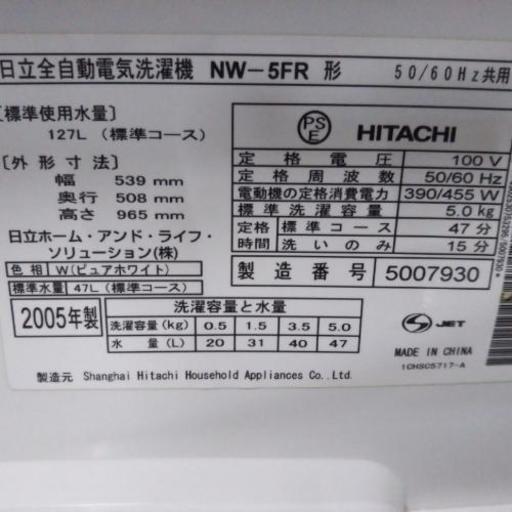 日立全自動電気洗濯機 NW-5FR 形 50/60Hz共用
〔標準使用水量〕
127L (標準コース)
〔外形寸法〕
幅 539 mm
奥行 508 mm
高さ 965 mm
日立ホーム・アンド・ライフ・
ソリューション(株)
色相 W(ピュアホワイト)
標準水量 47L (標準コース)
PSE HITACHI
定格電圧 100 V
定格周波数 50/60 Hz
電動機の定格消費電力 390/455 W
標準洗濯容量 5.0 kg
定格時間 標準コース 47 分
洗いのみ 15 分
製造番号 5007930
2005年製
洗濯容量と水量
洗濯容量(kg) 0.5 1.5 3.5 5.0
水量(L) 20 31 40 47
JET
MADE IN CHINA
1CHSC5717-A
製造元 Shanghai Hitachi Household Appliances Co.,Ltd.